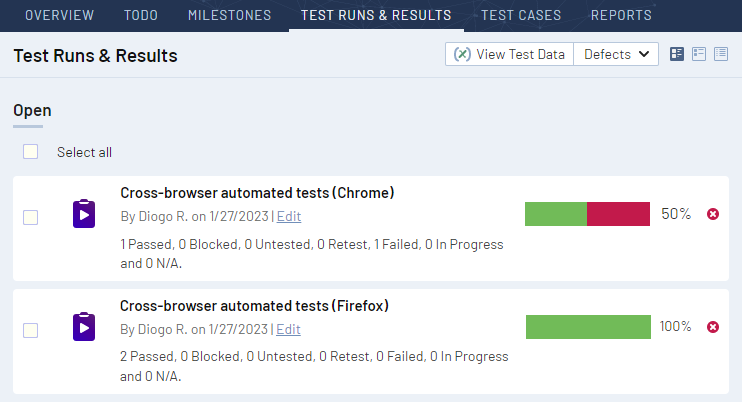 OVERVIEW TODO MILESTONES TEST RUNS & RESULTS TEST CASES REPORTS
Test Runs & Results
View Test Data Defects
Open
Select all
Cross-browser automated tests (Chrome)
By Diogo R. on 1/27/2023 | Edit
50%
1 Passed, 0 Blocked, 0 Untested, 0 Retest, 1 Failed, 0 In Progress
and 0 N/A.
Cross-browser automated tests (Firefox)
By Diogo R. on 1/27/2023 | Edit
100%
2 Passed, 0 Blocked, 0 Untested, 0 Retest, 0 Failed, 0 In Progress
and 0 N/A.